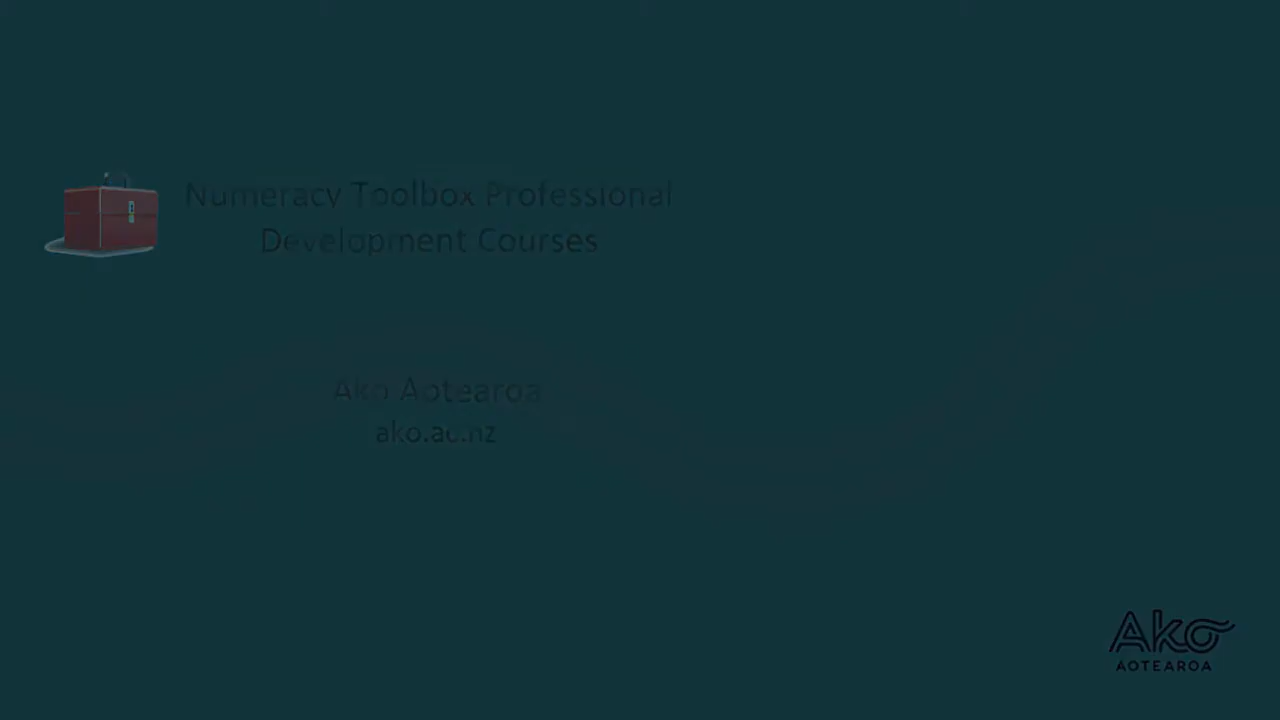 Numeracy Toolbox Professional
Development Courses
Ako Aotearoa
ako.ac.nz
Ako
AOTEAROA